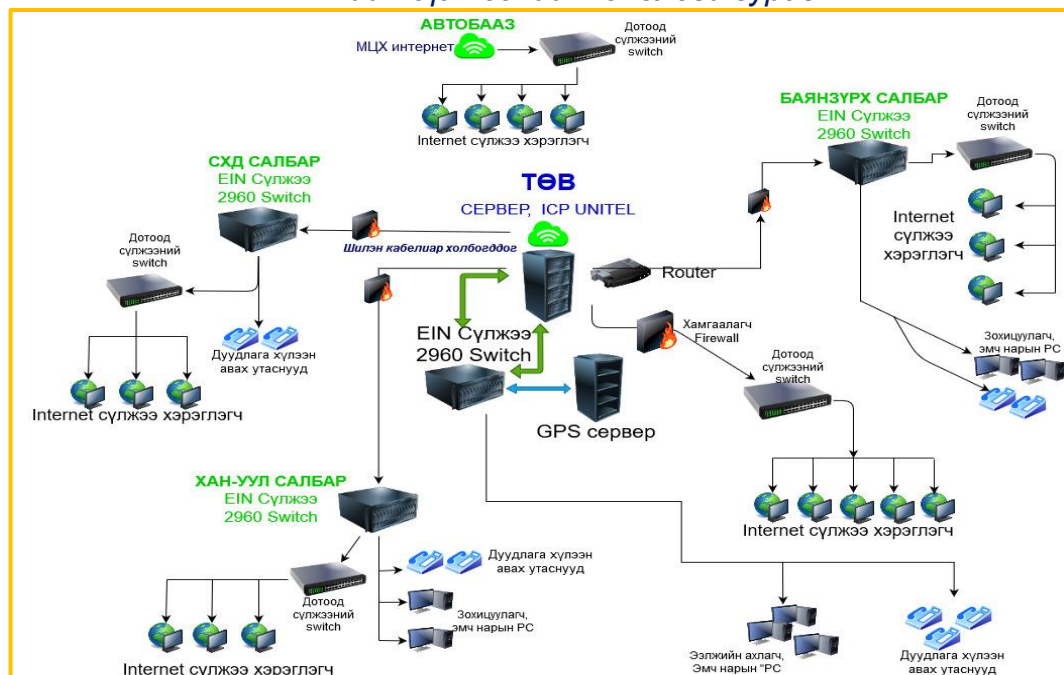 АВТОБААЗ
МЦХ интернет
Дотоод
сүлжээний
switch
Internet сүлжээ хэрэглэгч
БАЯНЗҮРХ САЛБАР
EIN Сүлжээ
2960 Switch
Дотоод
сүлжээний
switch
Internet
сүлжээ
хэрэглэгч
Зохицуулагч,
эмч нарын PC
СХД САЛБАР
EIN Сүлжээ
2960 Switch
Дотоод
сүлжээний
switch
Дуудлага хүлээн
авах утаснууд
Internet сүлжээ хэрэглэгч
ТӨВ
СЕРВЕР, ICP UNITEL
Шилэн кабелиар холбогддог
Router
EIN Сүлжээ
2960 Switch
Хамгаалагч
Firewall
GPS сервер
Дотоод
сүлжээний
switch
Internet сүлжээ хэрэглэгч
ХАН-УУЛ САЛБАР
EIN Сүлжээ
2960 Switch
Дотоод
сүлжээний
switch
Дуудлага хүлээн
авах утаснууд
Зохицуулагч,
эмч нарын PC
Internet сүлжээ хэрэглэгч
Ээлжийн ахлагч,
Эмч нарын "PC
Дуудлага хүлээн
авах утаснууд